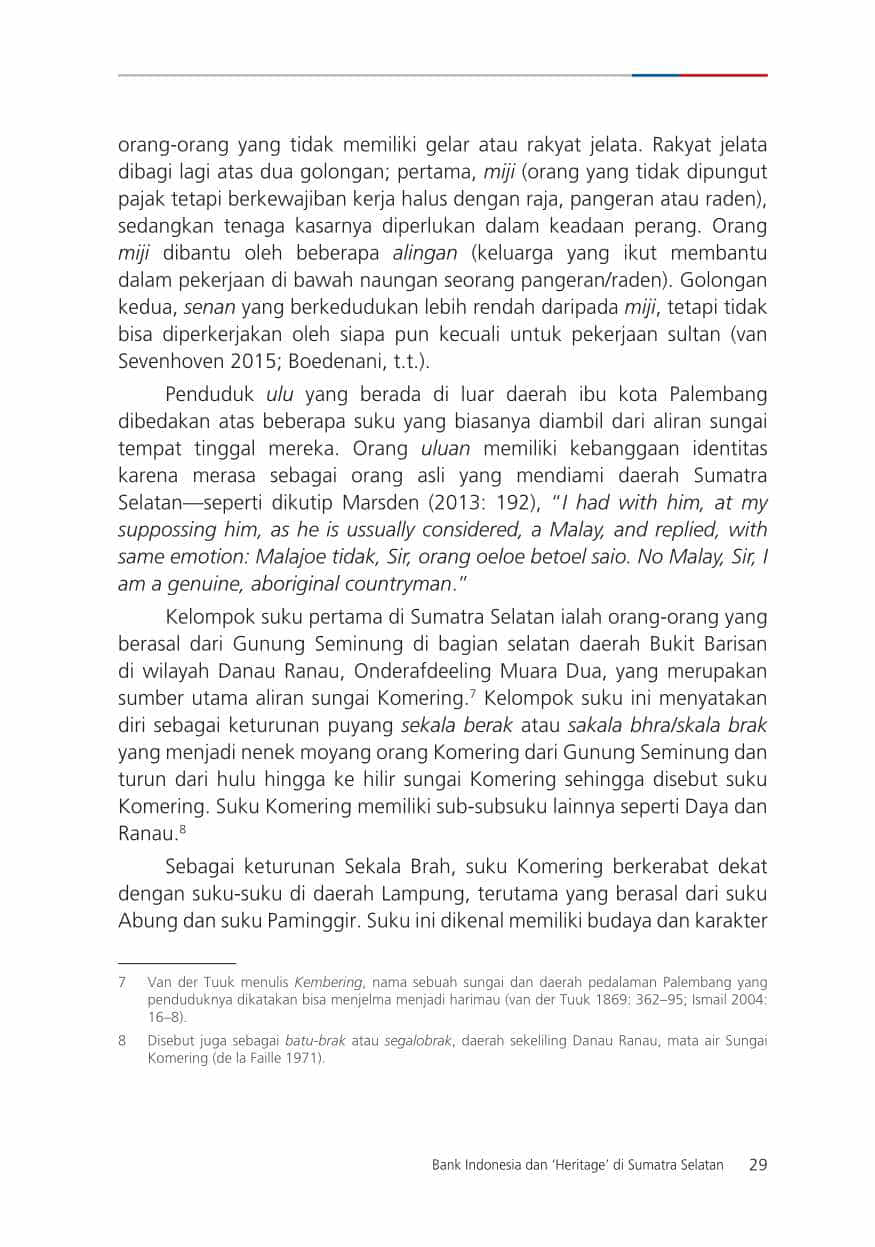 orang-orang yang tidak memiliki gelar atau rakyat jelata. Rakyat jelata
dibagi lagi atas dua golongan; pertama, miji (orang yang tidak dipungut
pajak tetapi berkewajiban kerja halus dengan raja, pangeran atau raden),
sedangkan tenaga kasarnya diperlukan dalam keadaan perang. Orang
miji dibantu oleh beberapa alingan (keluarga yang ikut membantu
dalam pekerjaan di bawah naungan seorang pangeran/raden). Golongan
kedua, senan yang berkedudukan lebih rendah daripada miji, tetapi tidak
bisa diperkerjakan oleh siapa pun kecuali untuk pekerjaan sultan (van
Sevenhoven 2015; Boedenani, t.t.).
Penduduk ulu yang berada di luar daerah ibu kota Palembang
dibedakan atas beberapa suku yang biasanya diambil dari aliran sungai
tempat tinggal mereka. Orang uluan memiliki kebanggaan identitas
karena merasa sebagai orang asli yang mendiami daerah Sumatra
Selatan—seperti dikutip Marsden (2013: 192), “I had with him, at my
suppossing him, as he is ussually considered, a Malay, and replied, with
same emotion: Malajoe tidak, Sir, orang oeloe betoel saio. No Malay, Sir, I
am a genuine, aboriginal countryman.”
Kelompok suku pertama di Sumatra Selatan ialah orang-orang yang
berasal dari Gunung Seminung di bagian selatan daerah Bukit Barisan
di wilayah Danau Ranau, Onderafdeeling Muara Dua, yang merupakan
sumber utama aliran sungai Komering.7 Kelompok suku ini menyatakan
diri sebagai keturunan puyang sekala berak atau sakala bhra/skala brak
yang menjadi nenek moyang orang Komering dari Gunung Seminung dan
turun dari hulu hingga ke hilir sungai Komering sehingga disebut suku
Komering. Suku Komering memiliki sub-subsuku lainnya seperti Daya dan
Ranau.8
Sebagai keturunan Sekala Brah, suku Komering berkerabat dekat
dengan suku-suku di daerah Lampung, terutama yang berasal dari suku
Abung dan suku Paminggir. Suku ini dikenal memiliki budaya dan karakter
7 Van der Tuuk menulis Kembering, nama sebuah sungai dan daerah pedalaman Palembang yang
penduduknya dikatakan bisa menjelma menjadi harimau (van der Tuuk 1869: 362–95; Ismail 2004:
16–8).
8 Disebut juga sebagai batu-brak atau segalobrak, daerah sekeliling Danau Ranau, mata air Sungai
Komering (de la Faille 1971).
Bank Indonesia dan ‘Heritage’ di Sumatra Selatan 29